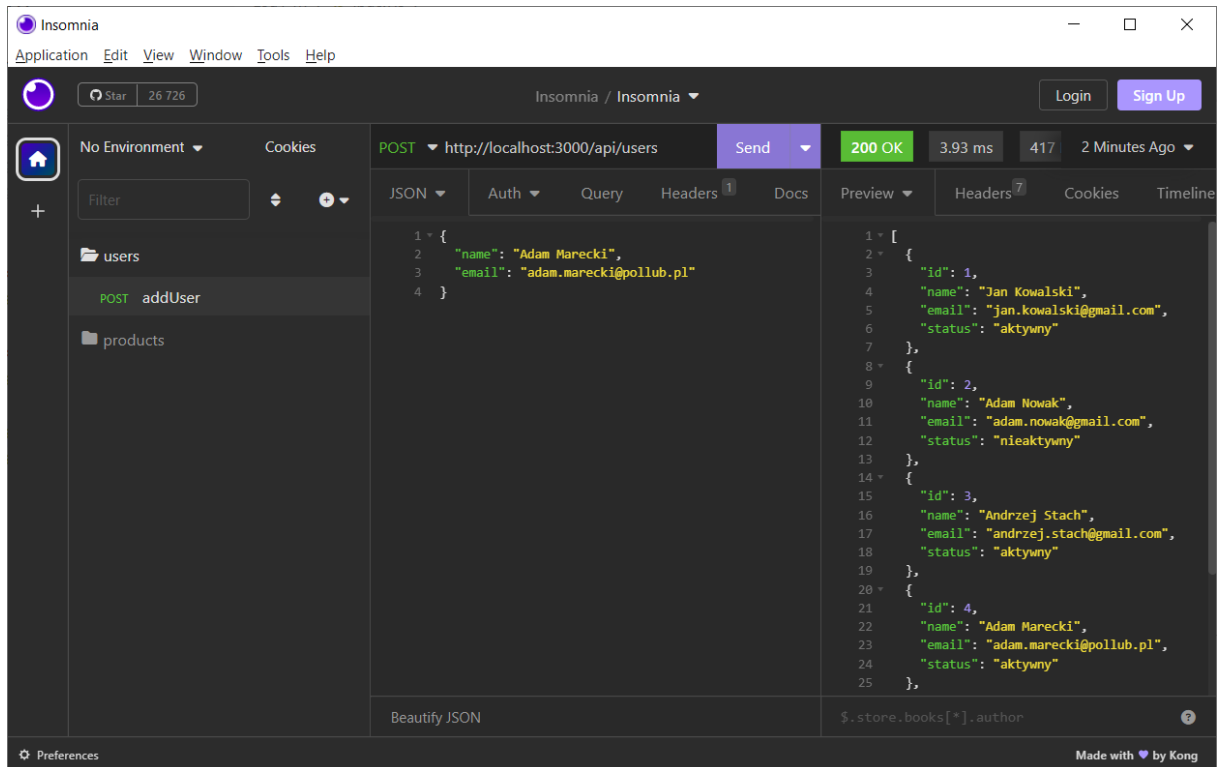 Insomnia
Application Edit View Window Tools Help
Star 26 726
Insomnia / Insomnia
Login
Sign Up
No Environment
Cookies
Filter
users
POST addUser
products
POST http://localhost:3000/api/users
Send
JSON Auth Query Headers 1 Docs
1 {
2 "name": "Adam Marecki",
3 "email": "adam.marecki@pollub.pl"
4 }
Beautify JSON
200 OK 3.93 ms 417 2 Minutes Ago
Preview Headers 7 Cookies Timeline
1 [
2 {
3 "id": 1,
4 "name": "Jan Kowalski",
5 "email": "jan.kowalski@gmail.com",
6 "status": "aktywny"
7 },
8 {
9 "id": 2,
10 "name": "Adam Nowak",
11 "email": "adam.nowak@gmail.com",
12 "status": "nieaktywny"
13 },
14 {
15 "id": 3,
16 "name": "Andrzej Stach",
17 "email": "andrzej.stach@gmail.com",
18 "status": "aktywny"
19 },
20 {
21 "id": 4,
22 "name": "Adam Marecki",
23 "email": "adam.marecki@pollub.pl",
24 "status": "aktywny"
25 },
$.store.books[*].author
Preferences
Made with ♥ by Kong